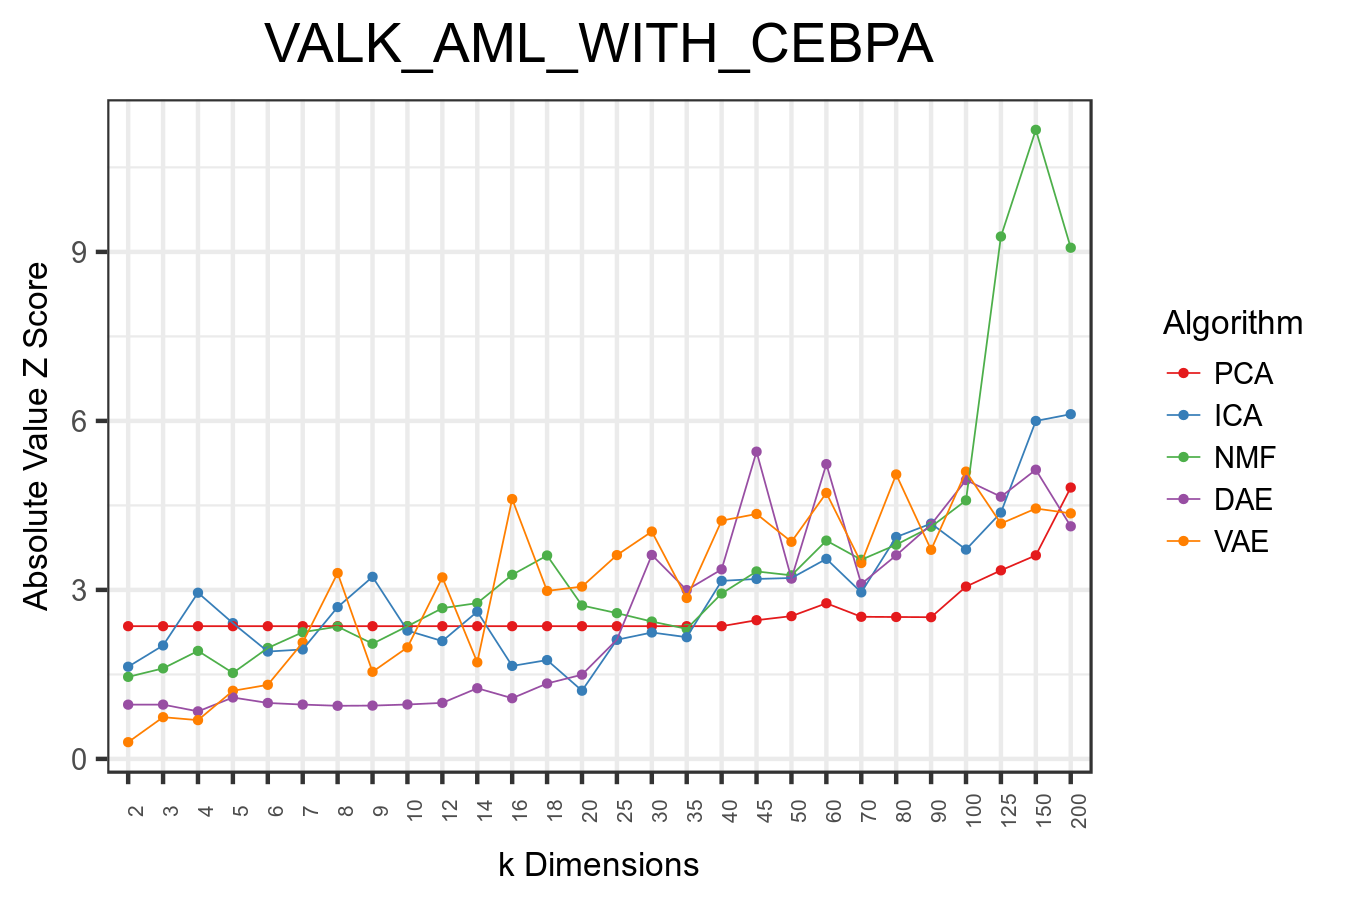 VALK_AML_WITH_CEBPA
Absolute Value Z Score
9
6
3
0
2 3 4 5 6 7 8 9 10 12 14 16 18 20 25 30 35 40 45 50 60 70 80 90 100 125 150 200
k Dimensions
Algorithm
PCA
ICA
NMF
DAE
VAE